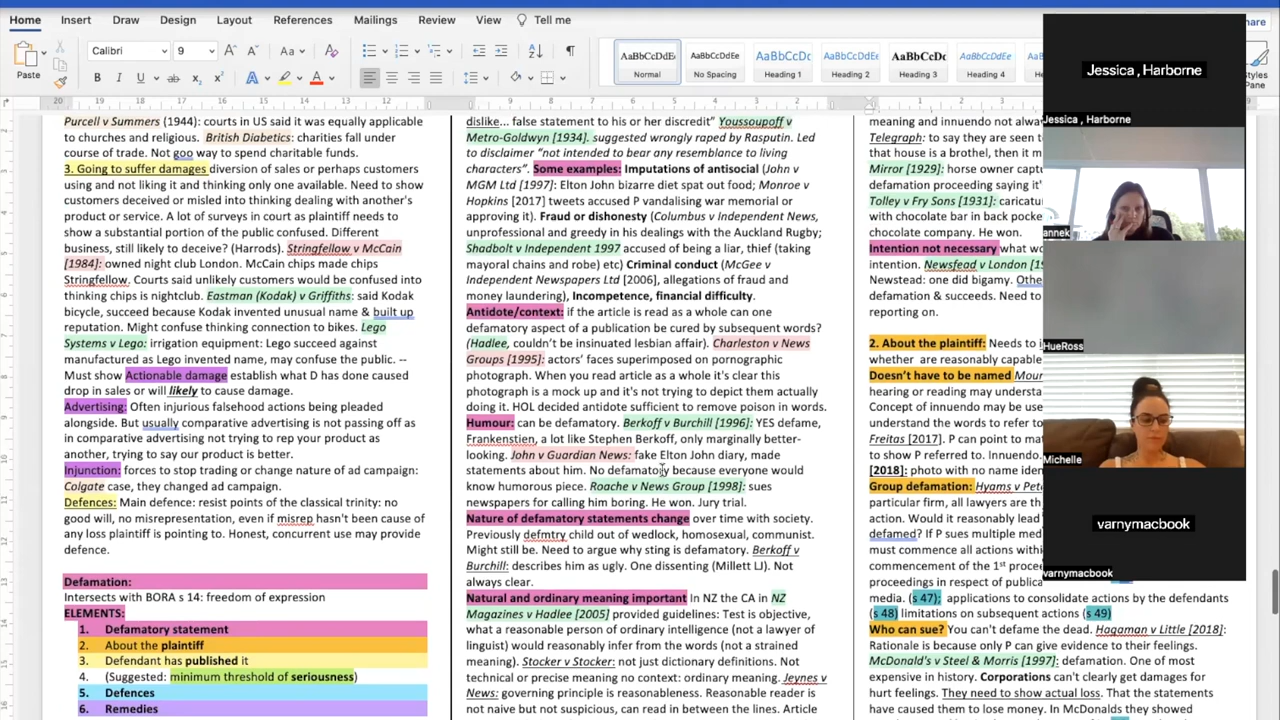 Home Insert Draw Design Layout References Mailings Review View Tell me
Share
Calibri 9 Aa
Paste
AaBbCcDdEe AaBbCcDdEe AaBbCcDc AaBbCcDdEe AaBbCcDc AaBbCcDdEe
Normal No Spacing Heading 1 Heading 2 Heading 3 Heading 4
Styles
Pane
20 19 18 17 16 15 14 13 12 9 8 7 6 5 4 3 2 1
Purcell v Summers (1944): courts in US said it was equally applicable
to churches and religious. British Diabetics: charities fall under
course of trade. Not goo way to spend charitable funds.
3. Going to suffer damages diversion of sales or perhaps customers
using and not liking it and thinking only one available. Need to show
customers deceived or misled into thinking dealing with another's
product or service. A lot of surveys in court as plaintiff needs to
show a substantial portion of the public confused. Different
business, still likely to deceive? (Harrods). Stringfellow v McCain
[1984]: owned night club London. McCain chips made chips
Stringfellow. Courts said unlikely customers would be confused into
thinking chips is nightclub. Eastman (Kodak) v Griffiths: said Kodak
bicycle, succeed because Kodak invented unusual name & built up
reputation. Might confuse thinking connection to bikes. Lego
Systems v Lego: irrigation equipment: Lego succeed against
manufactured as Lego invented name, may confuse the public. --
Must show Actionable damage establish what D has done caused
drop in sales or will likely to cause damage.
Advertising: Often injurious falsehood actions being pleaded
alongside. But usually comparative advertising is not passing off as
in comparative advertising not trying to rep your product as
another, trying to say our product is better.
Injunction: forces to stop trading or change nature of ad campaign:
Colgate case, they changed ad campaign.
Defences: Main defence: resist points of the classical trinity: no
good will, no misrepresentation, even if misrep hasn't been cause of
any loss plaintiff is pointing to. Honest, concurrent use may provide
defence.
Defamation:
Intersects with BORA s 14: freedom of expression
ELEMENTS:
1. Defamatory statement
2. About the plaintiff
3. Defendant has published it
4. (Suggested: minimum threshold of seriousness)
5. Defences
6. Remedies
dislike... false statement to his or her discredit" Youssoupoff v
Metro-Goldwyn [1934]. suggested wrongly raped by Rasputin. Led
to disclaimer "not intended to bear any resemblance to living
characters". Some examples: Imputations of antisocial (John v
MGM Ltd [1997]: Elton John bizarre diet spat out food; Monroe v
Hopkins [2017] tweets accused P vandalising war memorial or
approving it). Fraud or dishonesty (Columbus v Independent News,
unprofessional and greedy in his dealings with the Auckland Rugby;
Shadbolt v Independent 1997 accused of being a liar, thief (taking
mayoral chains and robe) etc) Criminal conduct (McGee v
Independent Newspapers Ltd [2006], allegations of fraud and
money laundering), Incompetence, financial difficulty.
Antidote/context: if the article is read as a whole can one
defamatory aspect of a publication be cured by subsequent words?
(Hadlee, couldn't be insinuated lesbian affair). Charleston v News
Groups [1995]: actors' faces superimposed on pornographic
photograph. When you read article as a whole it's clear this
photograph is a mock up and it's not trying to depict them actually
doing it. HOL decided antidote sufficient to remove poison in words.
Humour: can be defamatory. Berkoff v Burchill [1996]: YES defame,
Frankenstien, a lot like Stephen Berkoff, only marginally better-
looking. John v Guardian News: fake Elton John diary, made
statements about him. No defamatoy because everyone would
know humorous piece. Roache v News Group [1998]: sues
newspapers for calling him boring. He won. Jury trial.
Nature of defamatory statements change over time with society.
Previously defmtry child out of wedlock, homosexual, communist.
Might still be. Need to argue why sting is defamatory. Berkoff v
Burchill: describes him as ugly. One dissenting (Millett LJ). Not
always clear.
Natural and ordinary meaning important In NZ the CA in NZ
Magazines v Hadlee [2005] provided guidelines: Test is objective,
what a reasonable person of ordinary intelligence (not a lawyer of
linguist) would reasonably infer from the words (not a strained
meaning). Stocker v Stocker: not just dictionary definitions. Not
technical or precise meaning no context: ordinary meaning. Jeynes v
News: governing principle is reasonableness. Reasonable reader is
not naive but not suspicious, can read in between the lines. Article
meaning and innuendo not alwa
Telegraph: to say they are seen t
that house is a brothel, then it m
Mirror [1929]: horse owner captu
defamation proceeding saying it'
Tolley v Fry Sons [1931]: caricatu
with chocolate bar in back pocke
chocolate company. He won.
Intention not necessary what wo
intention. Newsfead v London [19
Newstead: one did bigamy. Othe
defamation & succeeds. Need to
reporting on.
2. About the plaintiff: Needs to i
whether are reasonably capable
Doesn't have to be named Mour
hearing or reading may understa
Concept of innuendo may be use
understand the words to refer to
Freitas [2017]. P can point to mat
them P referred to. Innuendo.
[2018]: photo with no name iden
Group defamation: Hyams v Pete
particular firm, all lawyers are th
action. Would it reasonably lead
defamed? If P sues multiple med
must commence all actions withi
commencement of the 1st procee
proceedings in respect of publica
media. (s 47); applications to consolidate actions by the defendants
(s 48) limitations on subsequent actions (s 49)
Who can sue? You can't defame the dead. Hagaman v Little [2018]:
Rationale is because only P can give evidence to their feelings.
McDonald's v Steel & Morris [1997]: defamation. One of most
expensive in history. Corporations can't clearly get damages for
hurt feelings. They need to show actual loss. That the statements
have caused them to lose money. In McDonalds they showed
Jessica , Harborne
Jessica , Harborne
annek
HueRoss
Michelle
varnymacbook
varnymacbook